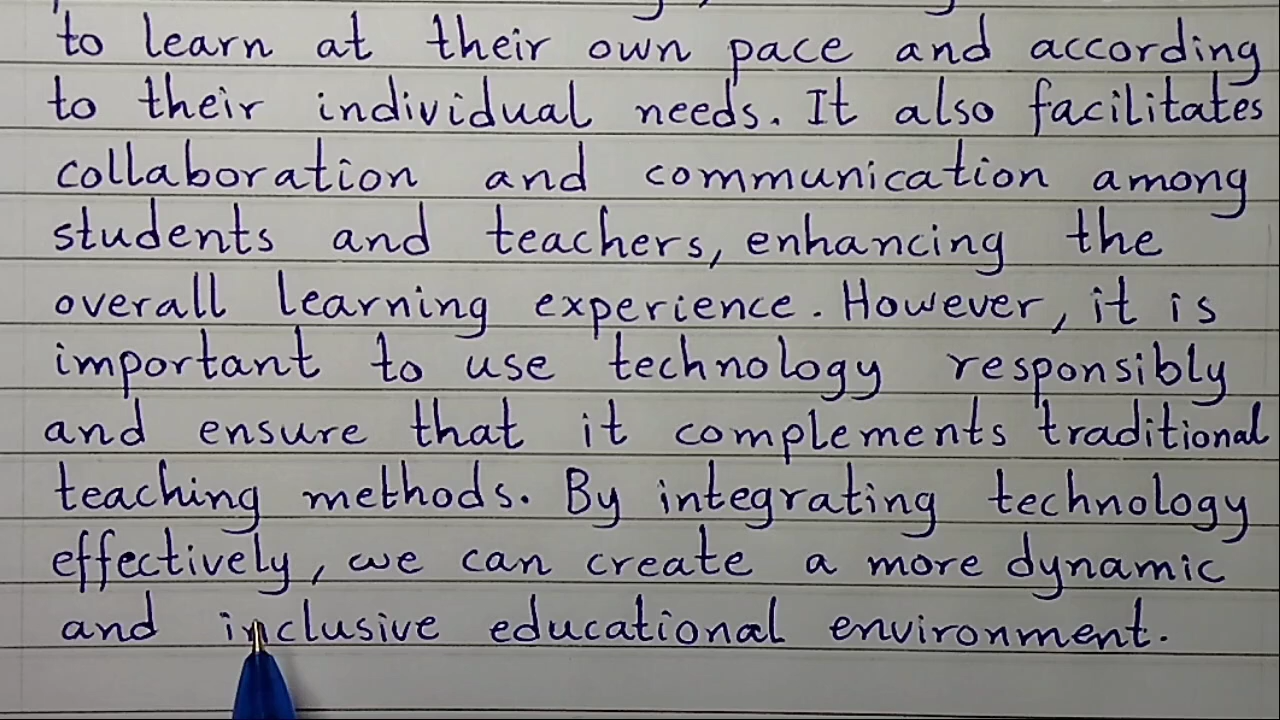 to learn at their own pace and according
to their individual needs. It also facilitates
collaboration and communication among
students and teachers, enhancing the
overall learning experience. However, it is
important to use technology responsibly
and ensure that it complements traditional
teaching methods. By integrating technology
effectively, we can create a more dynamic
and inclusive educational environment.